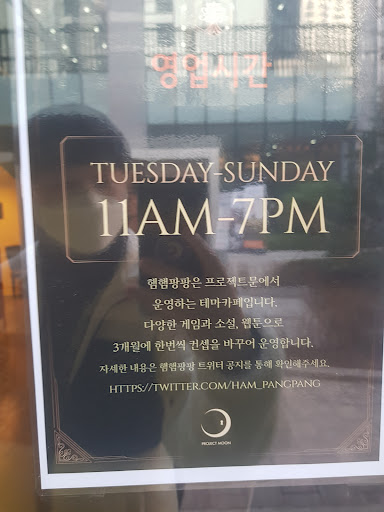 영업시간
TUESDAY-SUNDAY
11AM-7PM
햄햄팡팡은 프로젝트문에서
운영하는 테마카페입니다.
다양한 게임과 소설, 웹툰으로
3개월에 한번씩 컨셉을 바꾸어 운영합니다.
자세한 내용은 햄햄팡팡 트위터 공지를 통해 확인해주세요.
HTTPS://TWITTER.COM/HAM_PANGPANG
PROJECT MOON